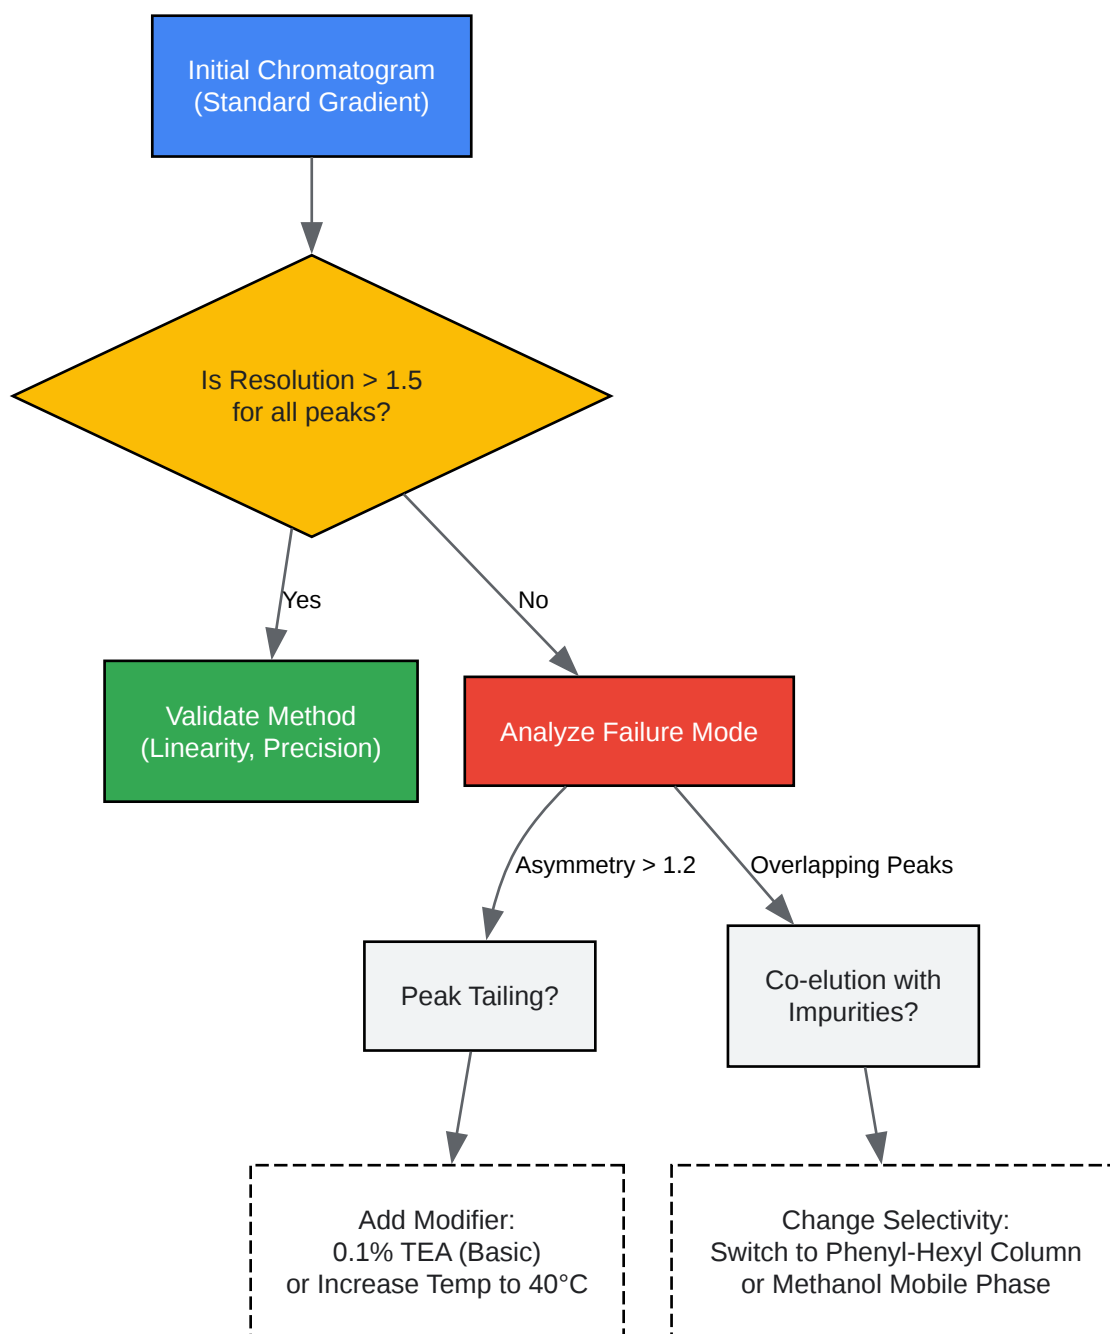 Initial Chromatogram
(Standard Gradient)
Is Resolution > 1.5
for all peaks?
Yes
No
Validate Method
(Linearity, Precision)
Analyze Failure Mode
Asymmetry > 1.2
Overlapping Peaks
Peak Tailing?
Co-elution with
Impurities?
Add Modifier:
0.1% TEA (Basic)
or Increase Temp to 40°C
Change Selectivity:
Switch to Phenyl-Hexyl Column
or Methanol Mobile Phase